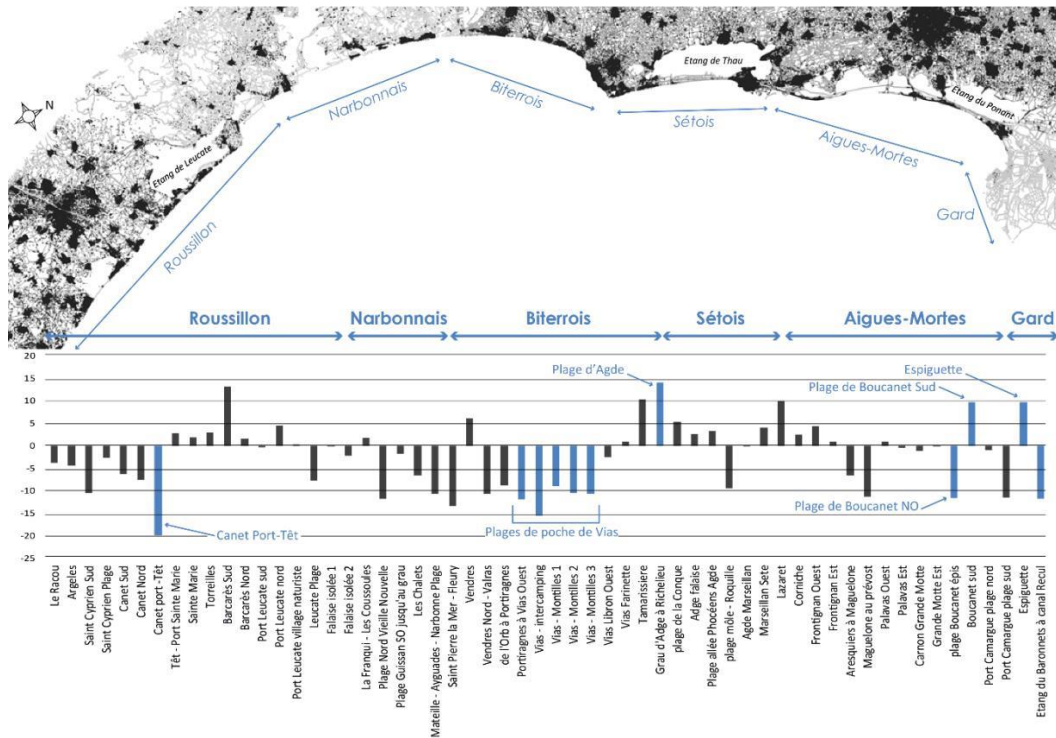 N
Etang de Leucate
Roussillon
Narbonnais
Biterrois
Etang de Thau
Sétois
Etang du Ponant
Aigues-Mortes
Gard
Roussillon
Narbonnais
Biterrois
Sétois
Aigues-Mortes
Gard
20
15
10
5
0
-5
-10
-15
-20
-25
Plage d'Agde
Espiguette
Plage de Boucanet Sud
Plage de Boucanet NO
Canet Port-Têt
Plages de poche de Vias
Le Racou
Argeles
Saint Cyprien Sud
Saint Cyprien Plage
Canet Sud
Canet Nord
Canet port -Têt
Têt - Port Sainte Marie
Sainte Marie
Torreilles
Barcarès Sud
Barcarès Nord
Port Leucate sud
Port Leucate nord
Port Leucate village naturiste
Leucate Plage
Falaise isolée 1
Falaise isolée 2
La Franqui - Les Coussoules
Plage Nord Vieille Nouvelle
Plage Guissan SO jusqu'au grau
Les Chalets
Mateille - Ayguades - Narbonne Plage
Saint Pierre la Mer - Fleury
Vendres
Vendres Nord - Valras
de l'Orb à Portiragnes
Portiragnes à Vias Ouest
Vias - intercamping
Vias - Montilles 1
Vias - Montilles 2
Vias - Montilles 3
Vias Libron Ouest
Vias Farinette
Tamarissiere
Grau d'Adge à Richelieu
plage de la Conque
Adge falaise
Plage allée Phocéens Agde
plage môle - Roquille
Agde Marseillan
Marseillan Sete
Lazaret
Corniche
Frontignan Ouest
Frontignan Est
Aresquiers à Maguelone
Maguelone au prévost
Palavas Ouest
Palavas Est
Carnon Grande Motte
Grande Motte Est
plage Boucanet épis
Boucanet sud
Port Camargue plage nord
Port Camargue plage sud
Espiguette
Etang du Baronnets à canal Recul